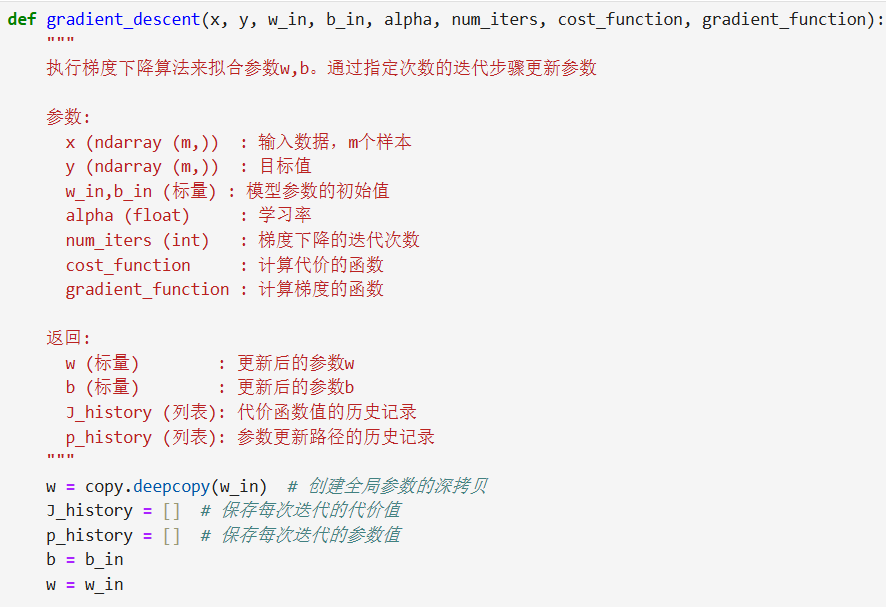 def gradient_descent(x, y, w_in, b_in, alpha, num_iters, cost_function, gradient_function):
    """
    执行梯度下降算法来拟合参数w,b。通过指定次数的迭代步骤更新参数

    参数:
      x (ndarray (m,))  : 输入数据，m个样本
      y (ndarray (m,))  : 目标值
      w_in,b_in (标量) : 模型参数的初始值
      alpha (float)     : 学习率
      num_iters (int)   : 梯度下降的迭代次数
      cost_function     : 计算代价的函数
      gradient_function : 计算梯度的函数

    返回:
      w (标量)        : 更新后的参数w
      b (标量)        : 更新后的参数b
      J_history (列表): 代价函数值的历史记录
      p_history (列表): 参数更新路径的历史记录
    """
    w = copy.deepcopy(w_in)  # 创建全局参数的深拷贝
    J_history = []  # 保存每次迭代的代价值
    p_history = []  # 保存每次迭代的参数值
    b = b_in
    w = w_in